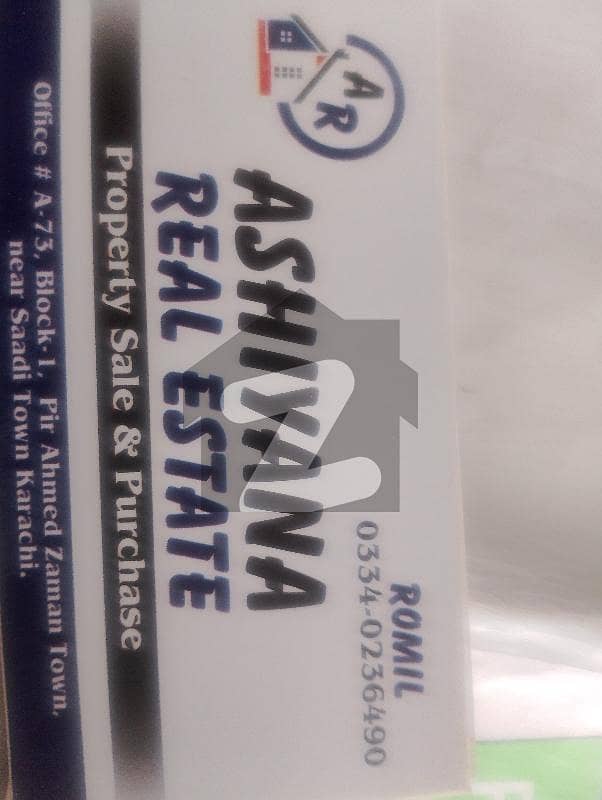 AR
ROMIL
0334-0236490
ASHIYANA
REAL ESTATE
Property Sale & Purchase
Office # A-73, Block-1, Pir Ahmed Zaman Town,
near Saadi Town Karachi.